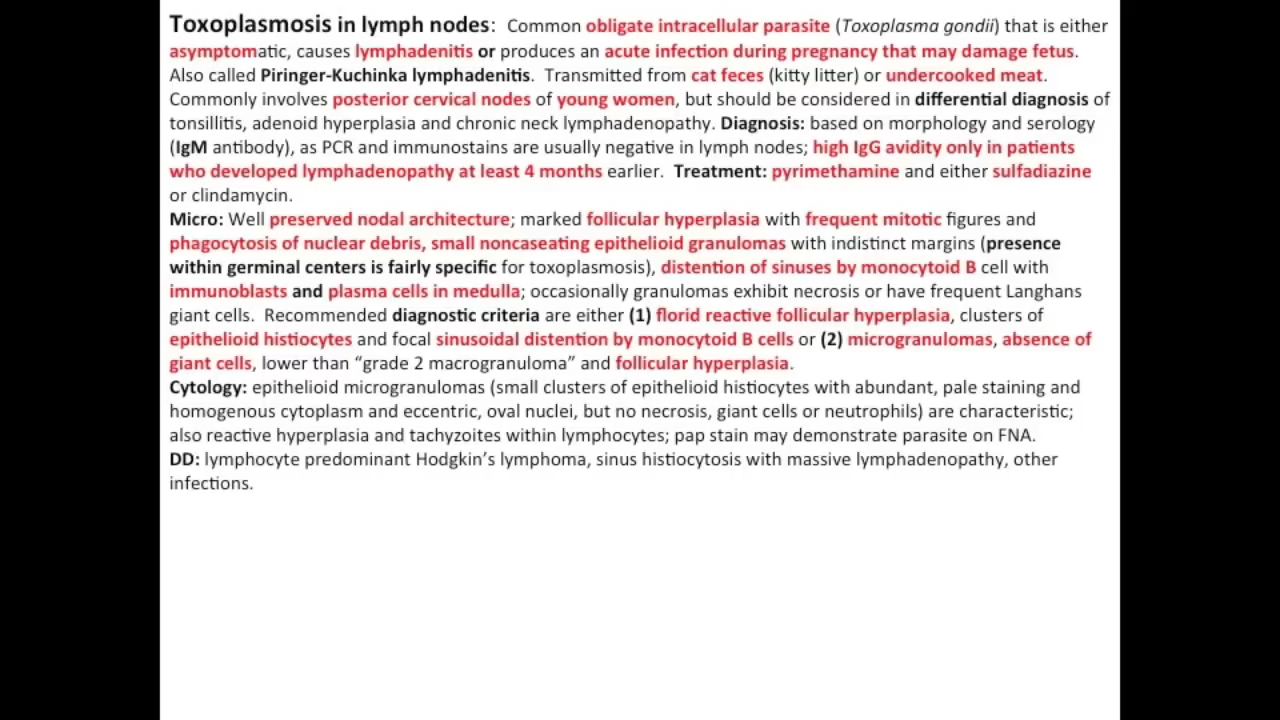 Toxoplasmosis in lymph nodes: Common obligate intracellular parasite (Toxoplasma gondii) that is either
asymptomatic, causes lymphadenitis or produces an acute infection during pregnancy that may damage fetus.
Also called Piringer-Kuchinka lymphadenitis. Transmitted from cat feces (kitty litter) or undercooked meat.
Commonly involves posterior cervical nodes of young women, but should be considered in differential diagnosis of
tonsillitis, adenoid hyperplasia and chronic neck lymphadenopathy. Diagnosis: based on morphology and serology
(IgM antibody), as PCR and immunostains are usually negative in lymph nodes; high IgG avidity only in patients
who developed lymphadenopathy at least 4 months earlier. Treatment: pyrimethamine and either sulfadiazine
or clindamycin.
Micro: Well preserved nodal architecture; marked follicular hyperplasia with frequent mitotic figures and
phagocytosis of nuclear debris, small noncaseating epithelioid granulomas with indistinct margins (presence
within germinal centers is fairly specific for toxoplasmosis), distention of sinuses by monocytoid B cell with
immunoblasts and plasma cells in medulla; occasionally granulomas exhibit necrosis or have frequent Langhans
giant cells. Recommended diagnostic criteria are either (1) florid reactive follicular hyperplasia, clusters of
epithelioid histiocytes and focal sinusoidal distention by monocytoid B cells or (2) microgranulomas, absence of
giant cells, lower than “grade 2 macrogranuloma” and follicular hyperplasia.
Cytology: epithelioid microgranulomas (small clusters of epithelioid histiocytes with abundant, pale staining and
homogenous cytoplasm and eccentric, oval nuclei, but no necrosis, giant cells or neutrophils) are characteristic;
also reactive hyperplasia and tachyzoites within lymphocytes; pap stain may demonstrate parasite on FNA.
DD: lymphocyte predominant Hodgkin’s lymphoma, sinus histiocytosis with massive lymphadenopathy, other
infections.